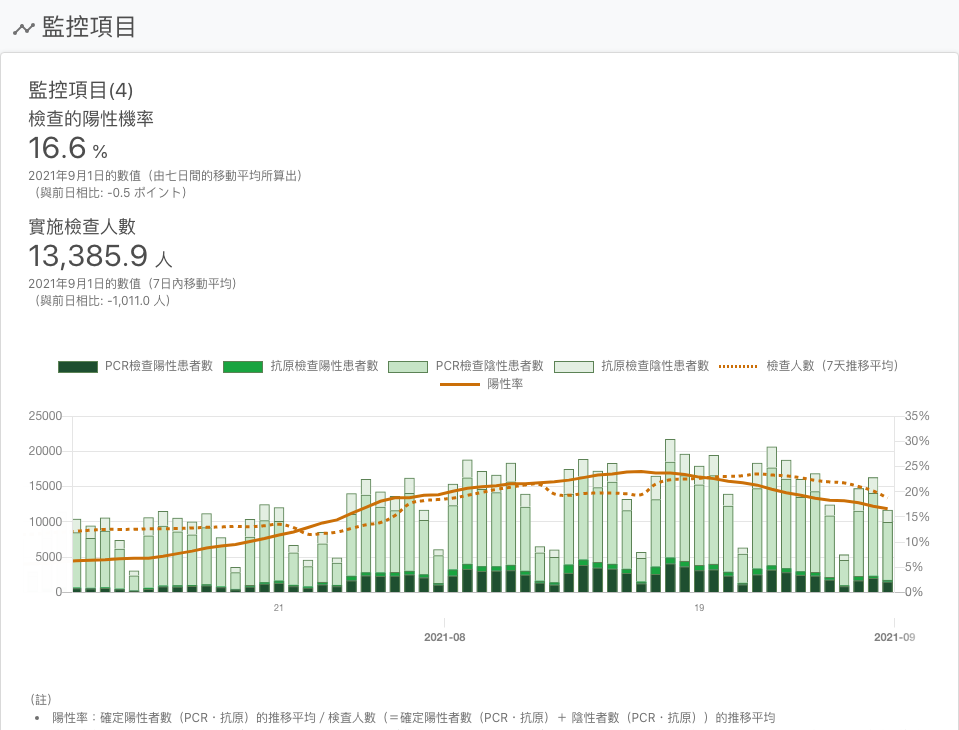 監控項目
監控項目(4)
檢查的陽性機率
16.6 %
2021年9月1日的數值（由七日間的移動平均所算出）
（與前日相比: -0.5 ポイント）
實施檢查人數
13,385.9 人
2021年9月1日的數值（7日內移動平均）
（與前日相比: -1,011.0 人）
PCR檢查陽性患者數 抗原檢查陽性患者數 PCR檢查陰性患者數 抗原檢查陰性患者數 檢查人數（7天推移平均）
陽性率
25000 35%
30%
20000
25%
15000
20%
10000 15%
10%
5000
5%
0 0%
21 19
2021-08 2021-09
（註）
• 陽性率：確定陽性者數（PCR・抗原）的推移平均 / 検査人數（＝確定陽性者數（PCR・抗原）＋ 陰性者數（PCR・抗原））的推移平均